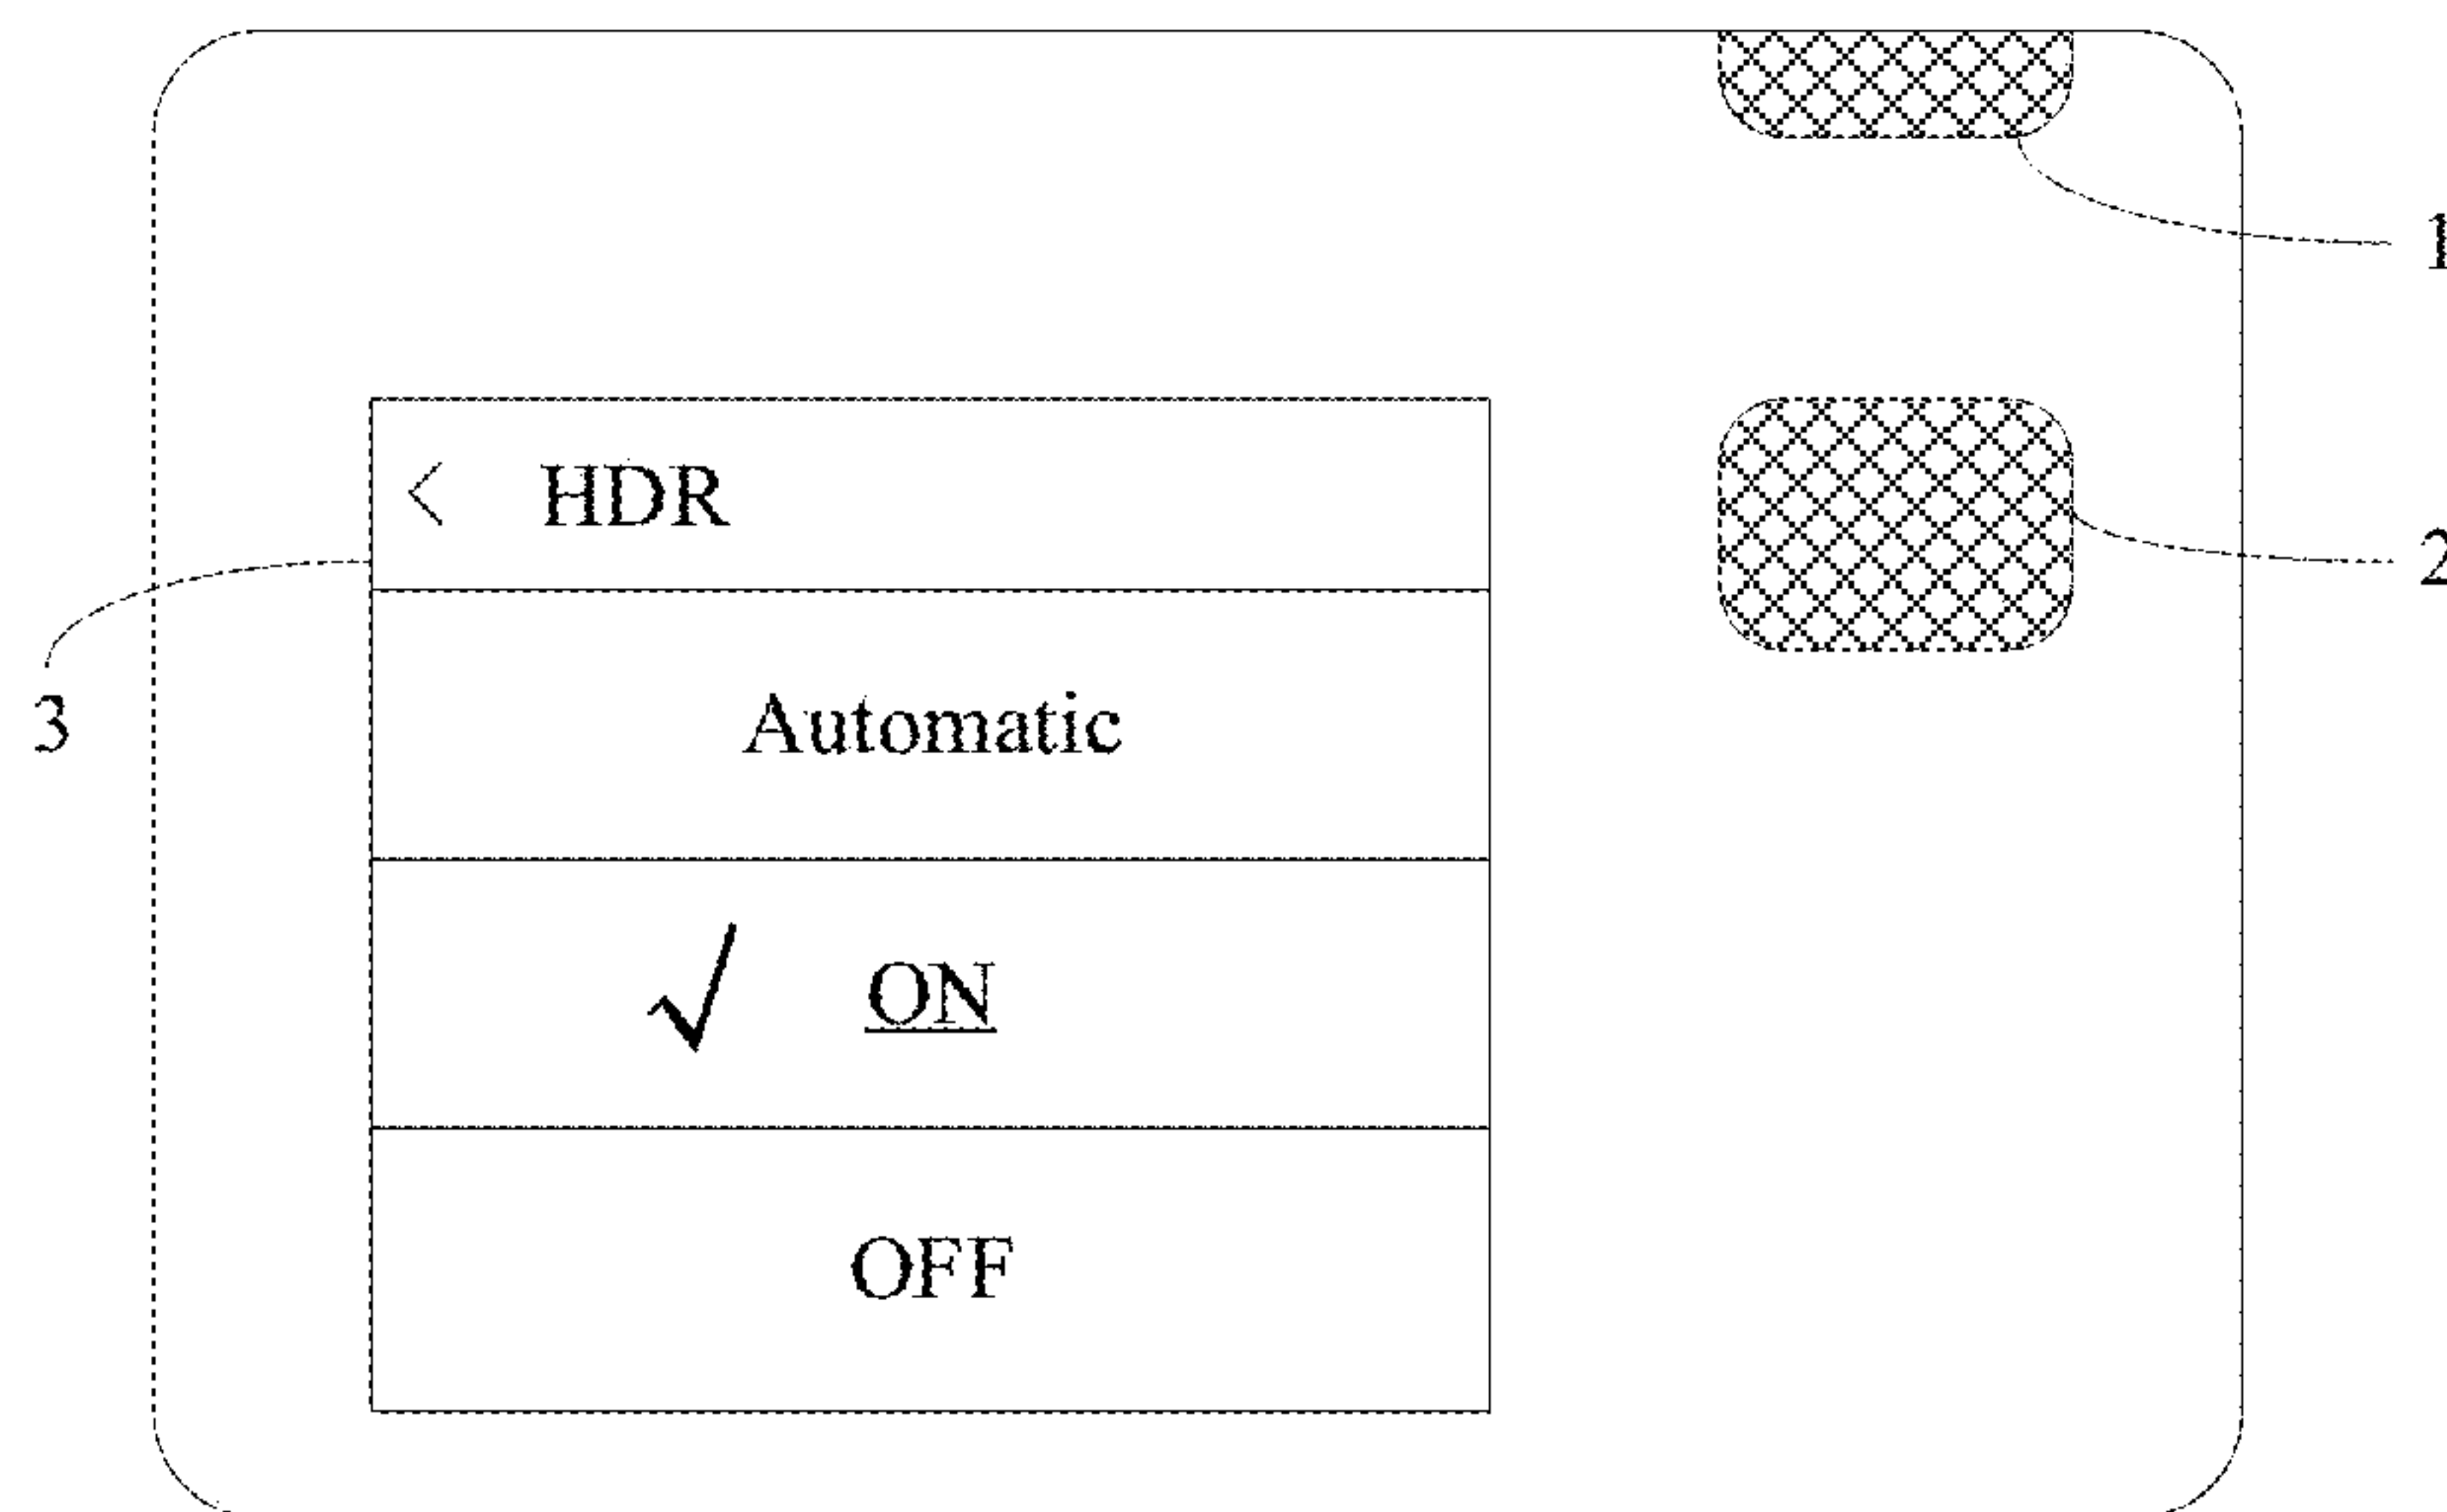 1
< HDR
2
3
Automatic
√ ON
OFF